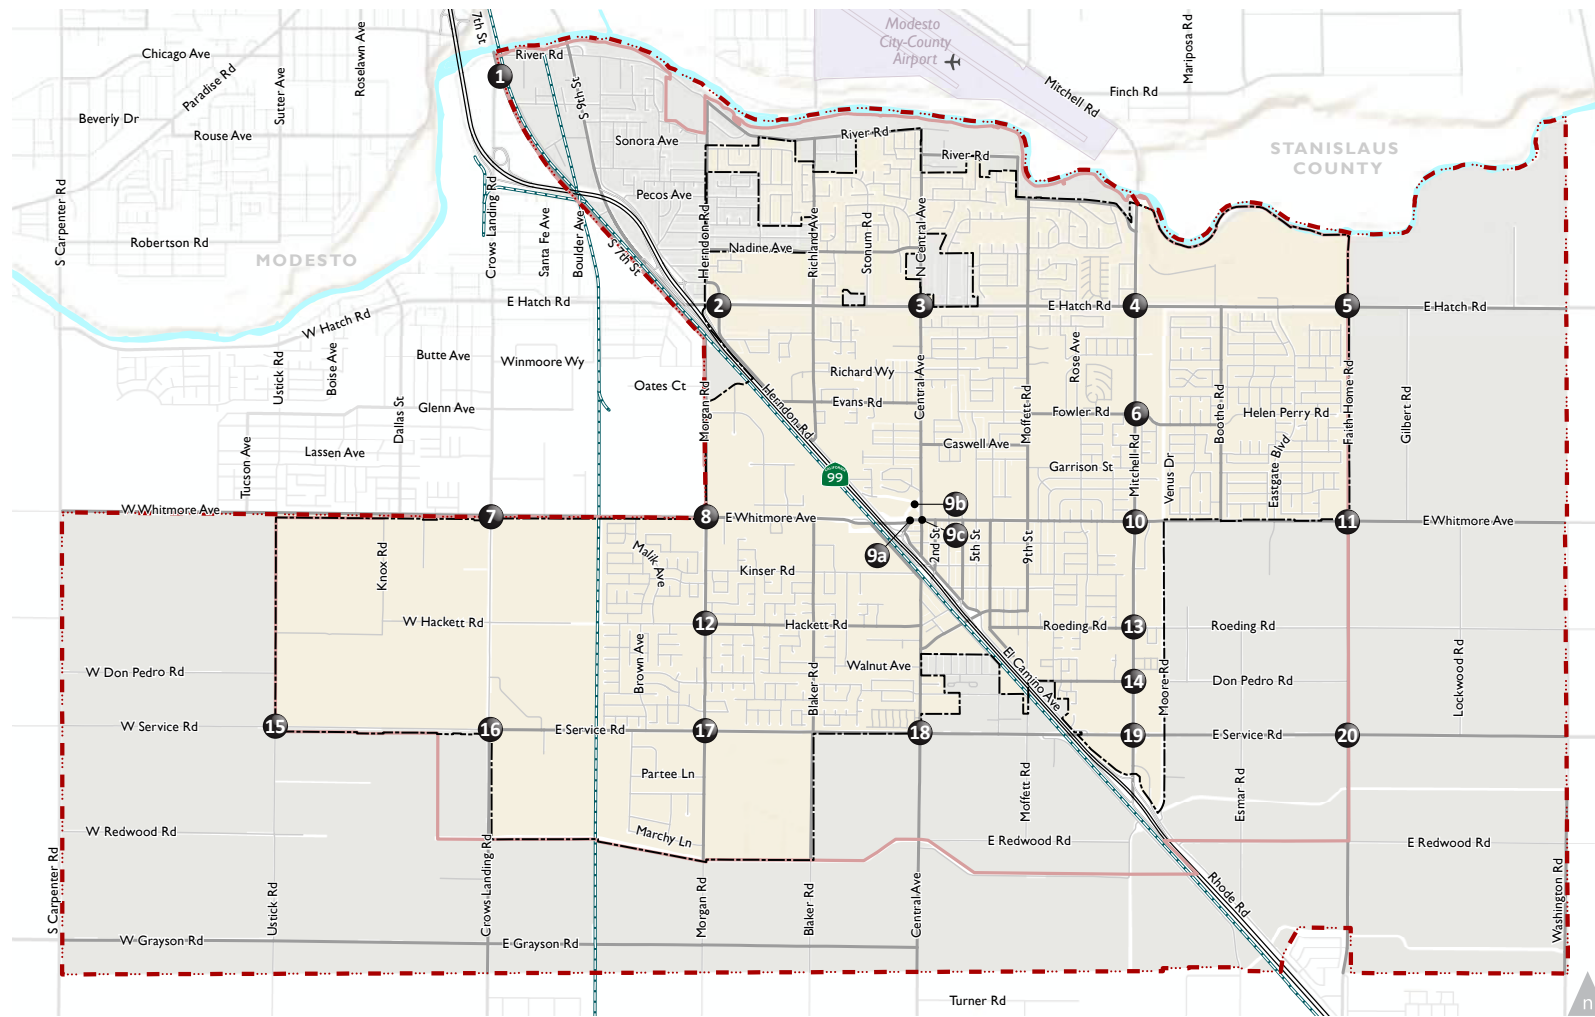 7th St
Modesto
City-County
Airport
Mariposa Rd
Chicago Ave
Paradise Rd
Sutter Ave
Roselawn Ave
River Rd
1
S 9th St
Mitchell Rd
Finch Rd
Beverly Dr
Rouse Ave
Sonora Ave
River Rd
River Rd
STANISLAUS
COUNTY
S Carpenter Rd
Crows Landing Rd
Pecos Ave
Robertson Rd
MODESTO
Santa Fe Ave
Boulder Ave
S 7th St
Herndon Rd
Nadine Ave
Richland Ave
Stonum Rd
N Central Ave
W Hatch Rd
E Hatch Rd
2
3
E Hatch Rd
4
5
E Hatch Rd
Ustick Rd
Boise Ave
Butte Ave
Winmoore Wy
Oates Ct
Richard Wy
Rose Ave
Dallas St
Glenn Ave
Morgan Rd
Herndon Rd
Evans Rd
Central Ave
Moffett Rd
Fowler Rd
6
Boothe Rd
Helen Perry Rd
Faith Home Rd
Gilbert Rd
Tucson Ave
Lassen Ave
Caswell Ave
Garrison St
Mitchell Rd
Venus Dr
Eastgate Blvd
CALIFORNIA
99
W Whitmore Ave
7
8
E Whitmore Ave
9b
9a
9c
2nd St
5th St
9th St
10
11
E Whitmore Ave
Knox Rd
Malik Ave
Kinser Rd
W Hackett Rd
12
Hackett Rd
Roeding Rd
13
Roeding Rd
W Don Pedro Rd
Brown Ave
Blaker Rd
Walnut Ave
El Camino Ave
14
Moore Rd
Don Pedro Rd
Lockwood Rd
W Service Rd
15
16
E Service Rd
17
18
19
E Service Rd
20
Partee Ln
Moffett Rd
Esmar Rd
W Redwood Rd
Marchy Ln
E Redwood Rd
E Redwood Rd
S Carpenter Rd
Ustick Rd
Crows Landing Rd
Morgan Rd
Blaker Rd
Central Ave
Rhode Rd
Washington Rd
W Grayson Rd
E Grayson Rd
Turner Rd
n